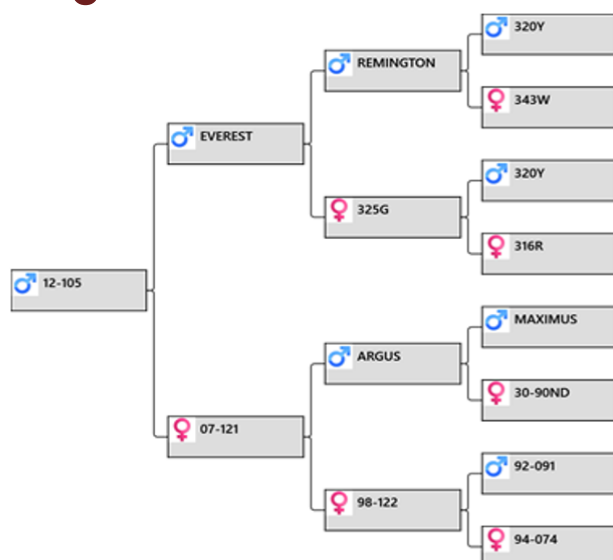 320Y
REMINGTON
343W
EVEREST
320Y
325G
316R
12-105
MAXIMUS
ARGUS
30-90ND
07-121
92-091
98-122
94-074